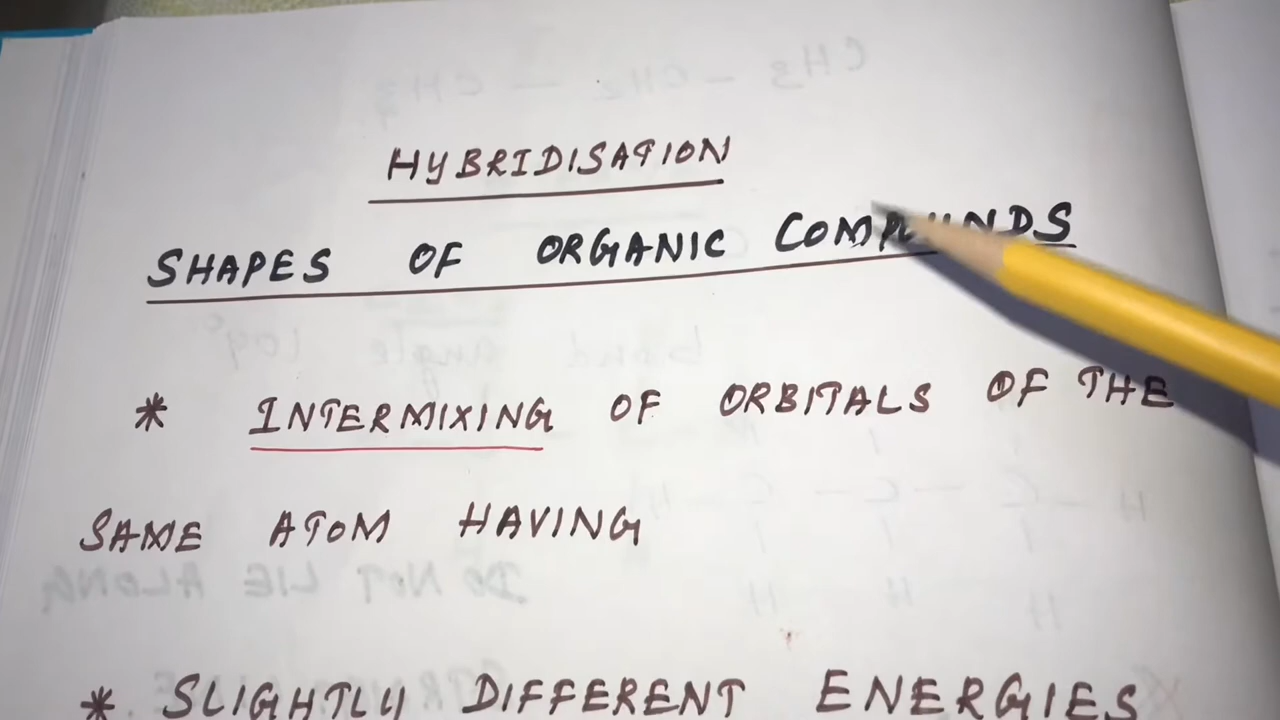 HYBRIDISATION
SHAPES OF ORGANIC COMPOUNDS
* INTERMIXING OF ORBITALS OF THE
SAME ATOM HAVING
* SLIGHTLY DIFFERENT ENERGIES